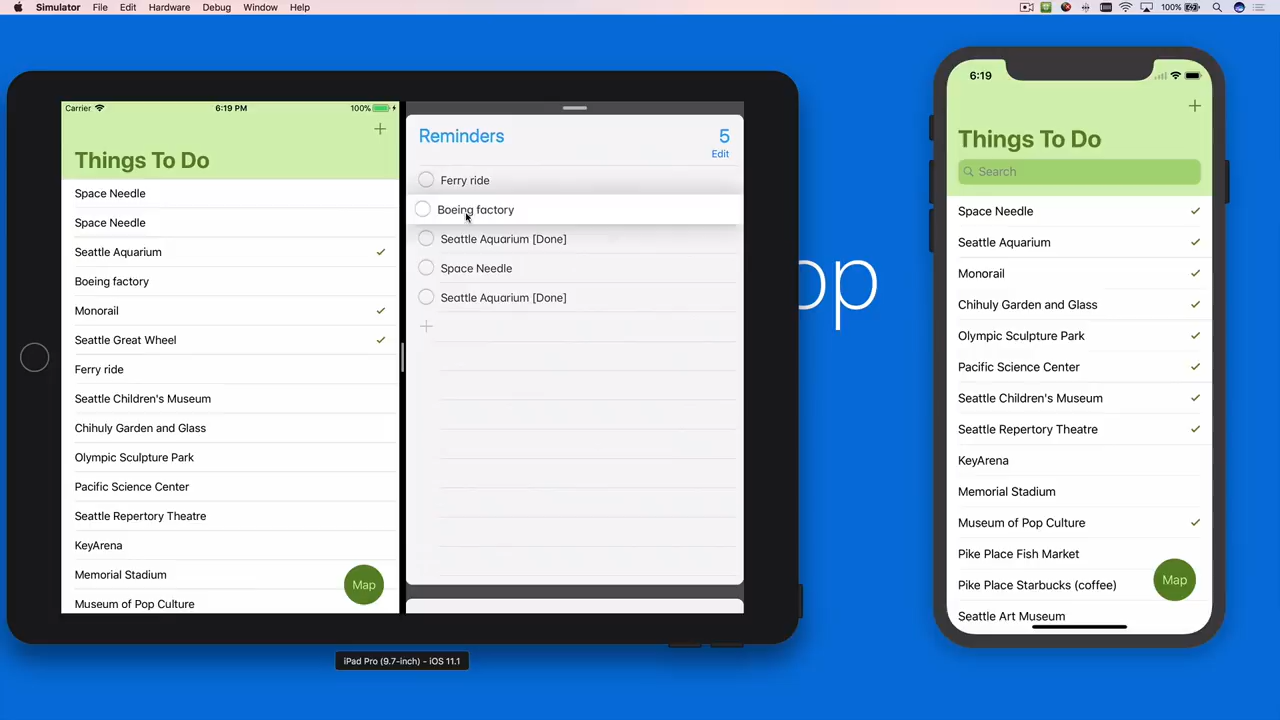 Simulator File Edit Hardware Debug Window Help 100%
Carrier 6:19 PM 100%
Things To Do
Space Needle
Space Needle
Seattle Aquarium
Boeing factory
Monorail
Seattle Great Wheel
Ferry ride
Seattle Children's Museum
Chihuly Garden and Glass
Olympic Sculpture Park
Pacific Science Center
Seattle Repertory Theatre
KeyArena
Memorial Stadium
Museum of Pop Culture
Map
Reminders 5
Edit
Ferry ride
Boeing factory
Seattle Aquarium [Done]
Space Needle
Seattle Aquarium [Done]
op
iPad Pro (9.7-inch) - iOS 11.1
6:19
Things To Do
Search
Space Needle
Seattle Aquarium
Monorail
Chihuly Garden and Glass
Olympic Sculpture Park
Pacific Science Center
Seattle Children's Museum
Seattle Repertory Theatre
KeyArena
Memorial Stadium
Museum of Pop Culture
Pike Place Fish Market
Pike Place Starbucks (coffee)
Seattle Art Museum
Map